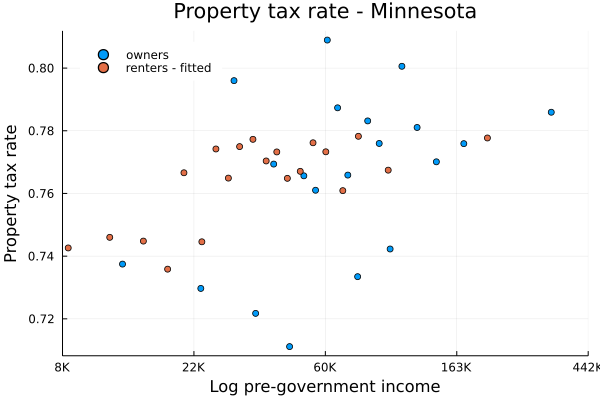 Property tax rate - Minnesota
owners
renters - fitted
0.80
0.78
0.76
0.74
0.72
Property tax rate
8K
22K
60K
163K
442K
Log pre-government income